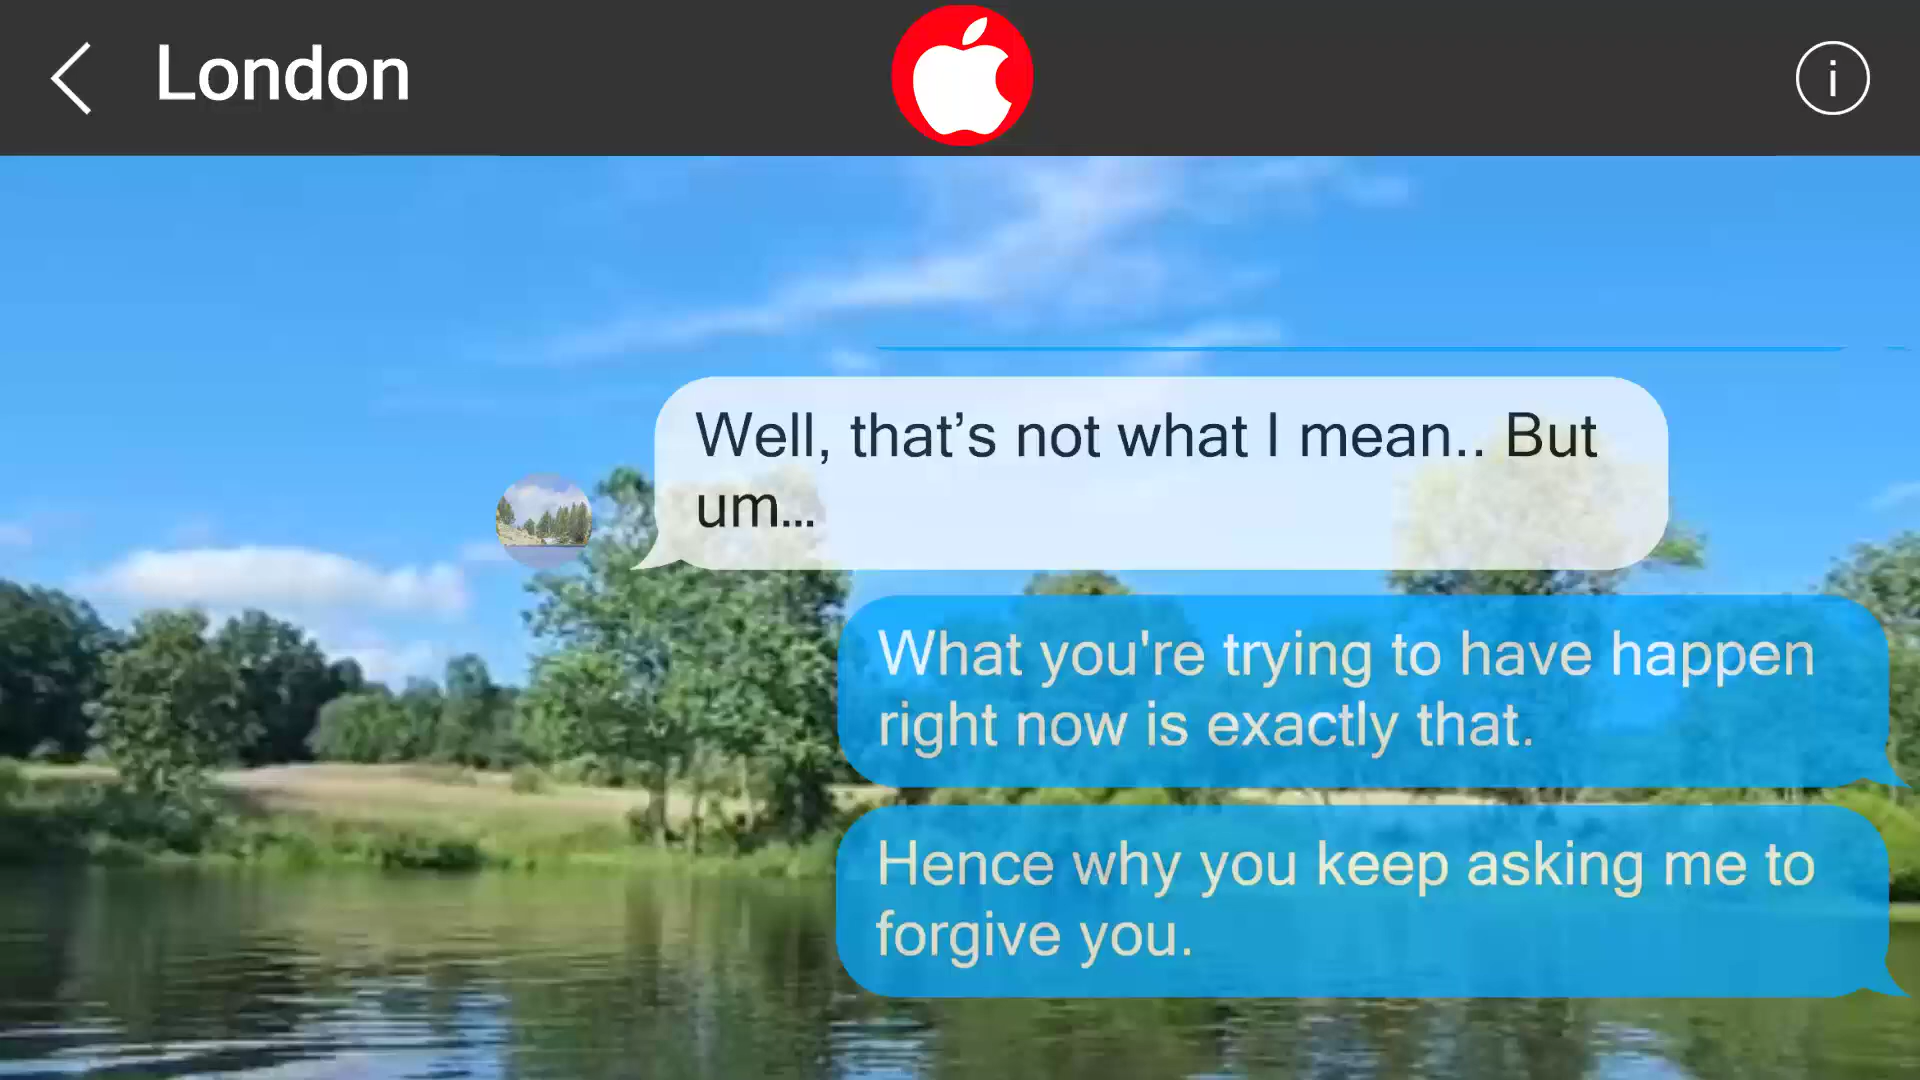 London
i
Well, that’s not what I mean.. But
um...
What you're trying to have happen
right now is exactly that.
Hence why you keep asking me to
forgive you.